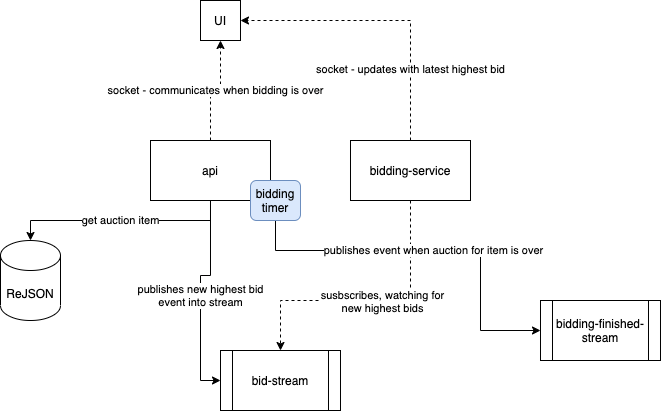 UI
socket - updates with latest highest bid
socket - communicates when bidding is over
api
bidding-service
bidding
timer
get auction item
publishes event when auction for item is over
ReJSON
publishes new highest bid
event into stream
susbscribes, watching for
new highest bids
bidding-finished-
stream
bid-stream